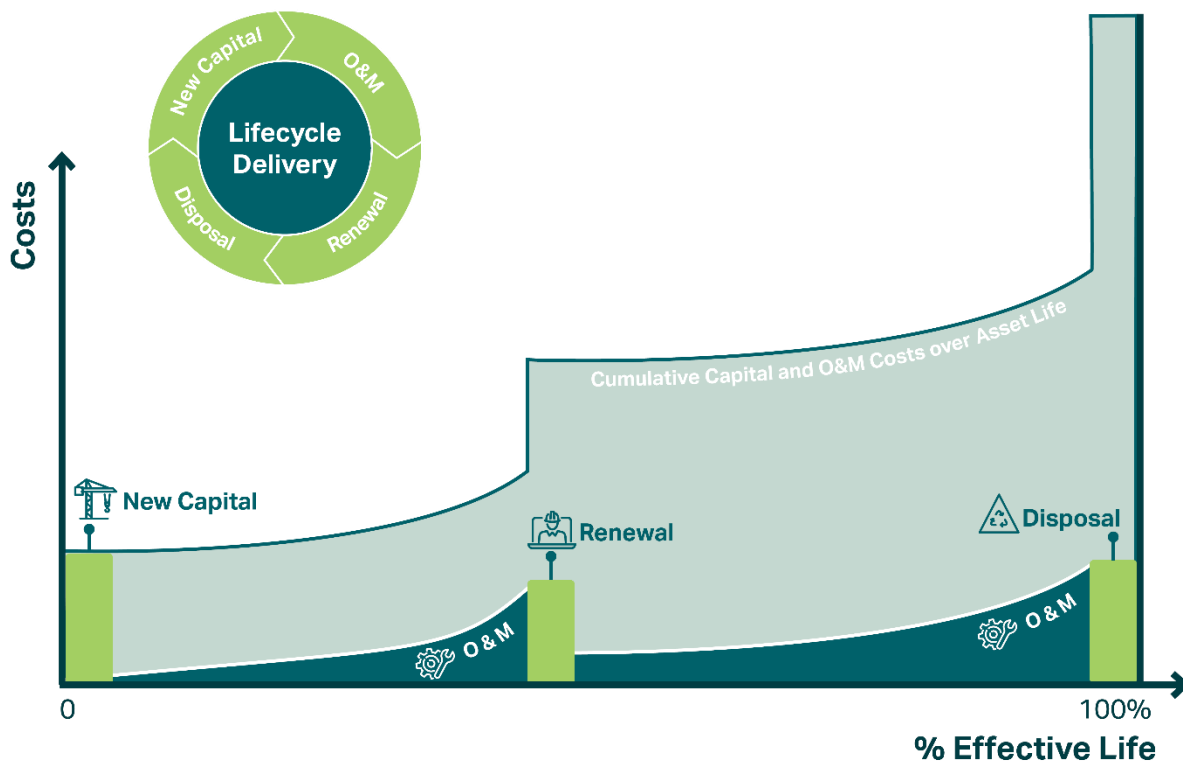 New Capital
O&M
Lifecycle
Delivery
Disposal
Renewal
Costs
Cumulative Capital and O&M Costs over Asset Life
New Capital
Renewal
Disposal
O & M
O & M
0
100%
% Effective Life